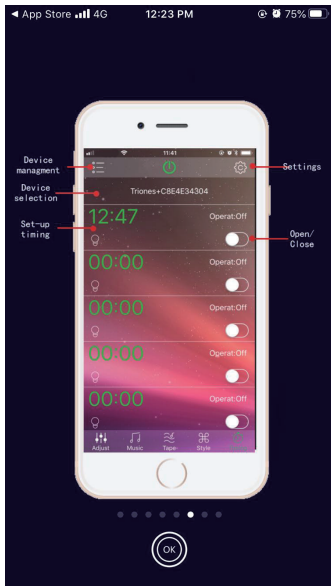 App Store 4G 12:23 PM 75%
11:41
Device
managment
Settings
Device
selection
Triones+C8E4E34304
Set-up
timing
12:47 Operat:Off
Open/
Close
00:00 Operat:Off
00:00 Operat:Off
00:00 Operat:Off
00:00 Operat:Off
Adjust Music Tape Style
OK